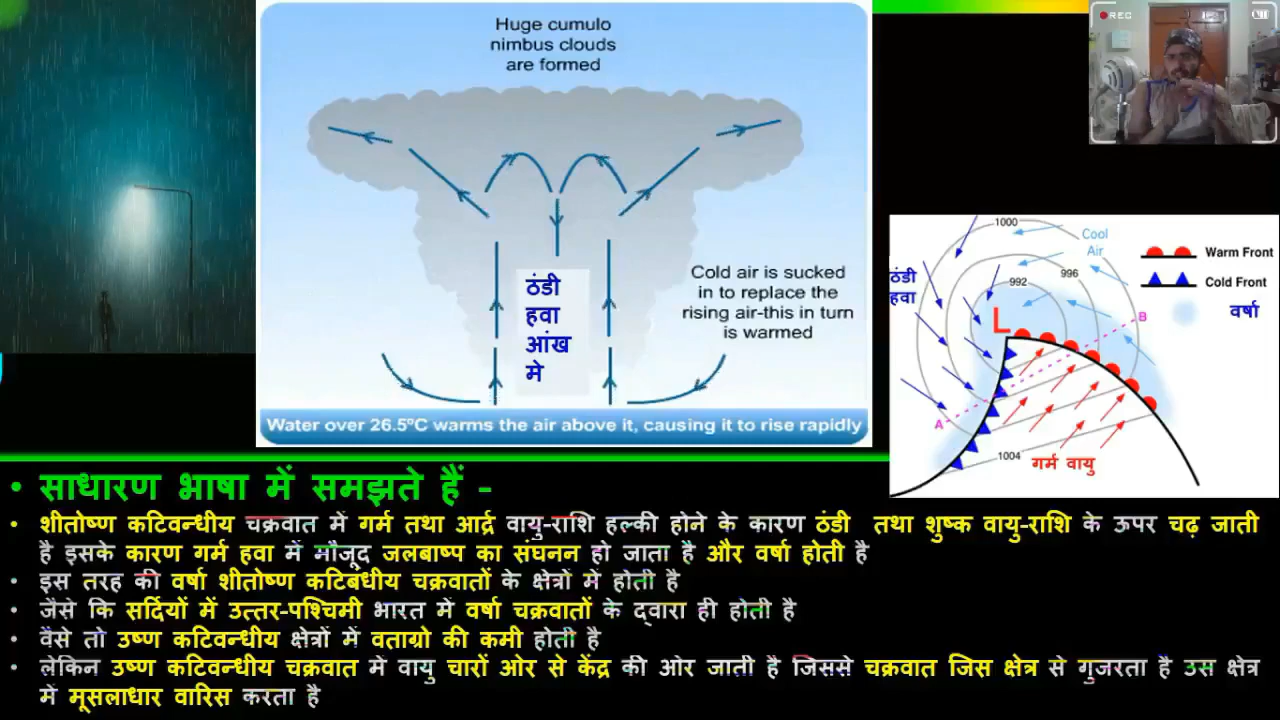 Huge cumulo
nimbus clouds
are formed
ठंडी
हवा
आंख
मे
Cold air is sucked
in to replace the
rising air-this in turn
is warmed
Water over 26.5ºC warms the air above it, causing it to rise rapidly
REC
1000
Cool
Air
996
992
ठंडी
हवा
L
B
A
1004
गर्म वायु
Warm Front
Cold Front
वर्षा
• साधारण भाषा में समझते हैं -
• शीतोष्ण कटिवन्धीय चक्रवात में गर्म तथा आर्द्र वायु-राशि हल्की होने के कारण ठंडी तथा शुष्क वायु-राशि के ऊपर चढ़ जाती
है इसके कारण गर्म हवा में मौजूद जलबाष्प का संघनन हो जाता है और वर्षा होती है
• इस तरह की वर्षा शीतोष्ण कटिबंधीय चक्रवातों के क्षेत्रों में होती है
• जैसे कि सर्दियों में उत्तर-पश्चिमी भारत में वर्षा चक्रवातों के द्वारा ही होती है
• वैसे तो उष्ण कटिवन्धीय क्षेत्रों में वताग्रो की कमी होती है
• लेकिन उष्ण कटिवन्धीय चक्रवात में वायु चारों ओर से केंद्र की ओर जाती है जिससे चक्रवात जिस क्षेत्र से गुजरता है उस क्षेत्र
में मूसलाधार वारिस करता है